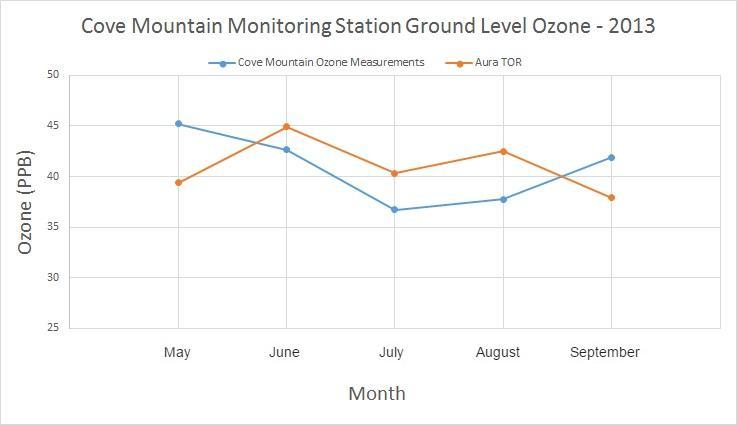 Cove Mountain Monitoring Station Ground Level Ozone - 2013
Cove Mountain Ozone Measurements Aura TOR
50
45
40
35
30
25
Ozone (PPB)
May June July August September
Month